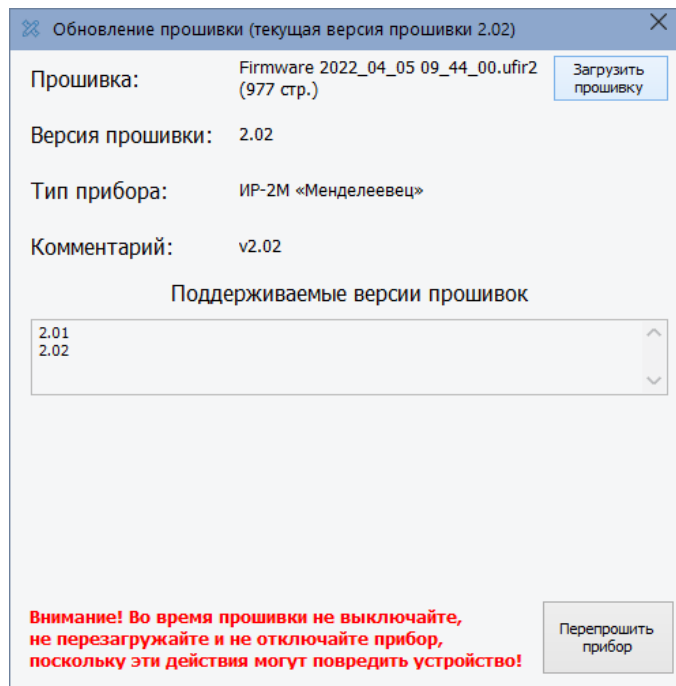 Обновление прошивки (текущая версия прошивки 2.02)
Прошивка:
Firmware 2022_04_05 09_44_00.ufir2
(977 стр.)
Загрузить
прошивку
Версия прошивки:
2.02
Тип прибора:
ИР-2М «Менделеевец»
Комментарий:
v2.02
Поддерживаемые версии прошивок
2.01
2.02
Внимание! Во время прошивки не выключайте,
не перезагружайте и не отключайте прибор,
поскольку эти действия могут повредить устройство!
Перепрошить
прибор